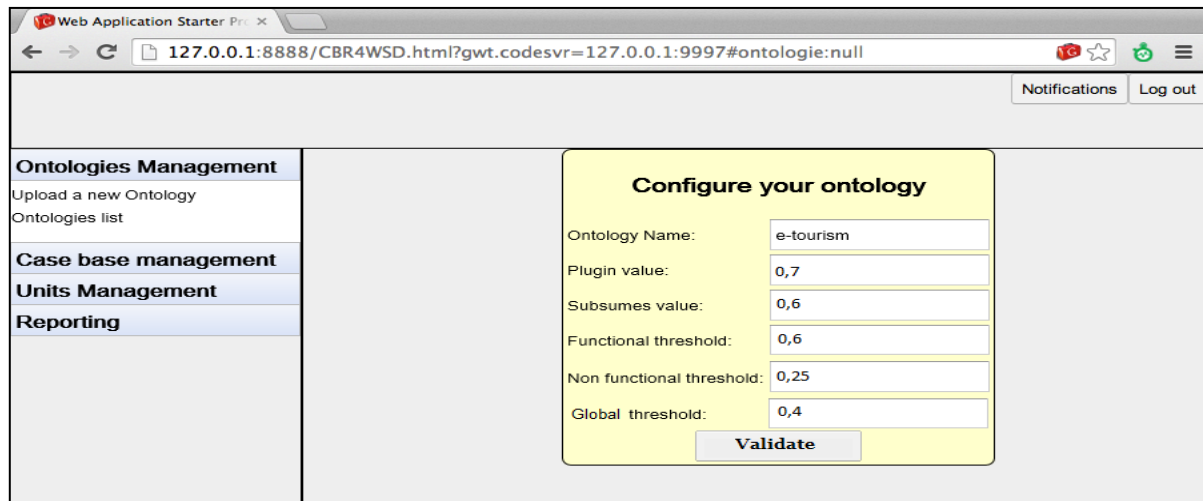 Web Application Starter Pr
127.0.0.1:8888/CBR4WSD.html?gwt.codesvr=127.0.0.1:9997#ontologie:null
Notifications
Log out
Ontologies Management
Upload a new Ontology
Ontologies list
Case base management
Units Management
Reporting
Configure your ontology
Ontology Name: e-tourism
Plugin value: 0,7
Subsumes value: 0,6
Functional threshold: 0,6
Non functional threshold: 0,25
Global threshold: 0,4
Validate